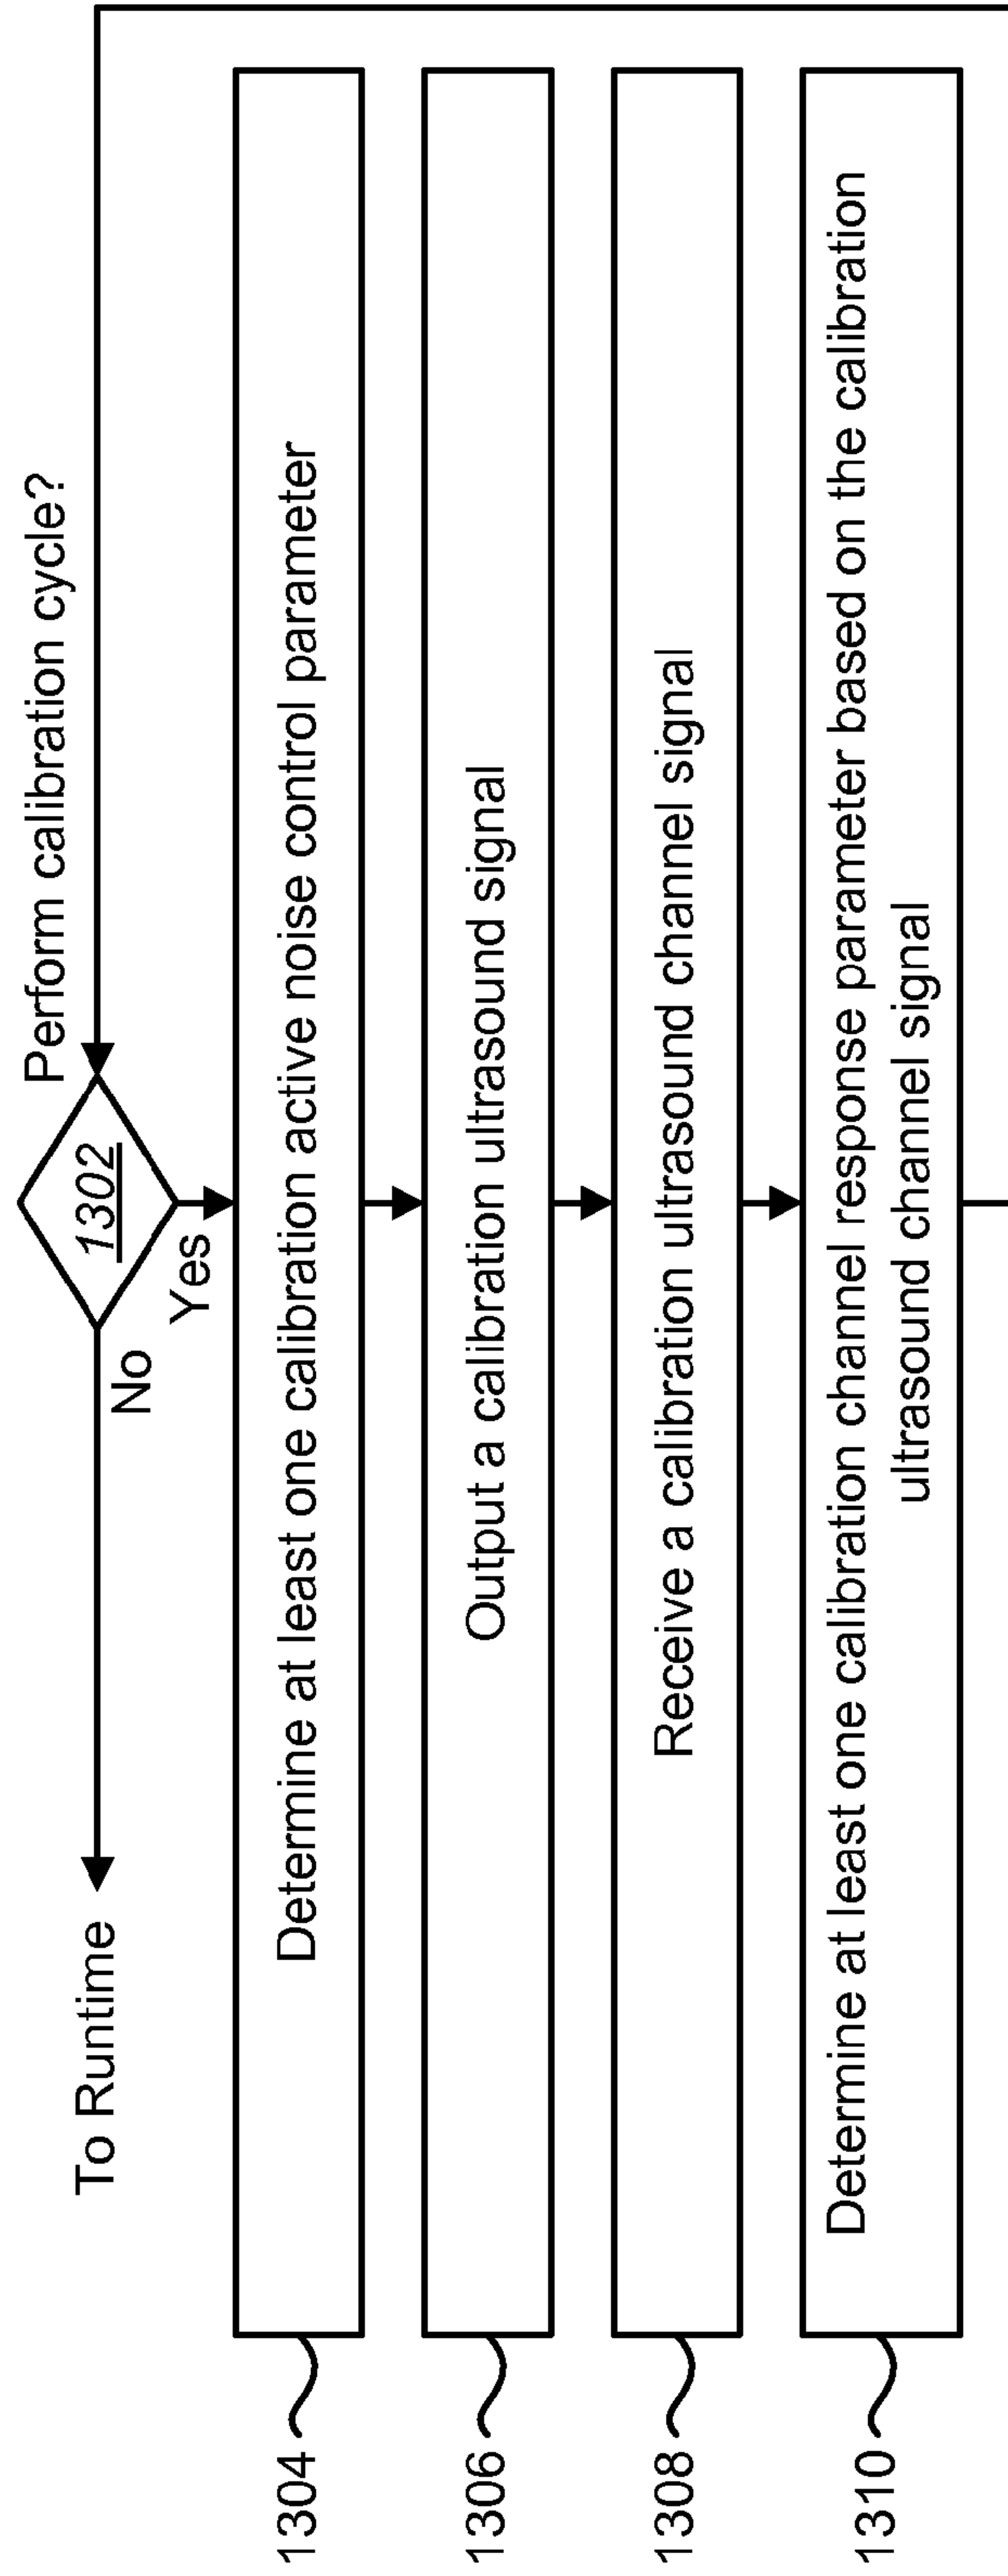 Perform calibration cycle?
1302
To Runtime
No
Yes
1304
Determine at least one calibration active noise control parameter
1306
Output a calibration ultrasound signal
1308
Receive a calibration ultrasound channel signal
1310
Determine at least one calibration channel response parameter based on the calibration
ultrasound channel signal